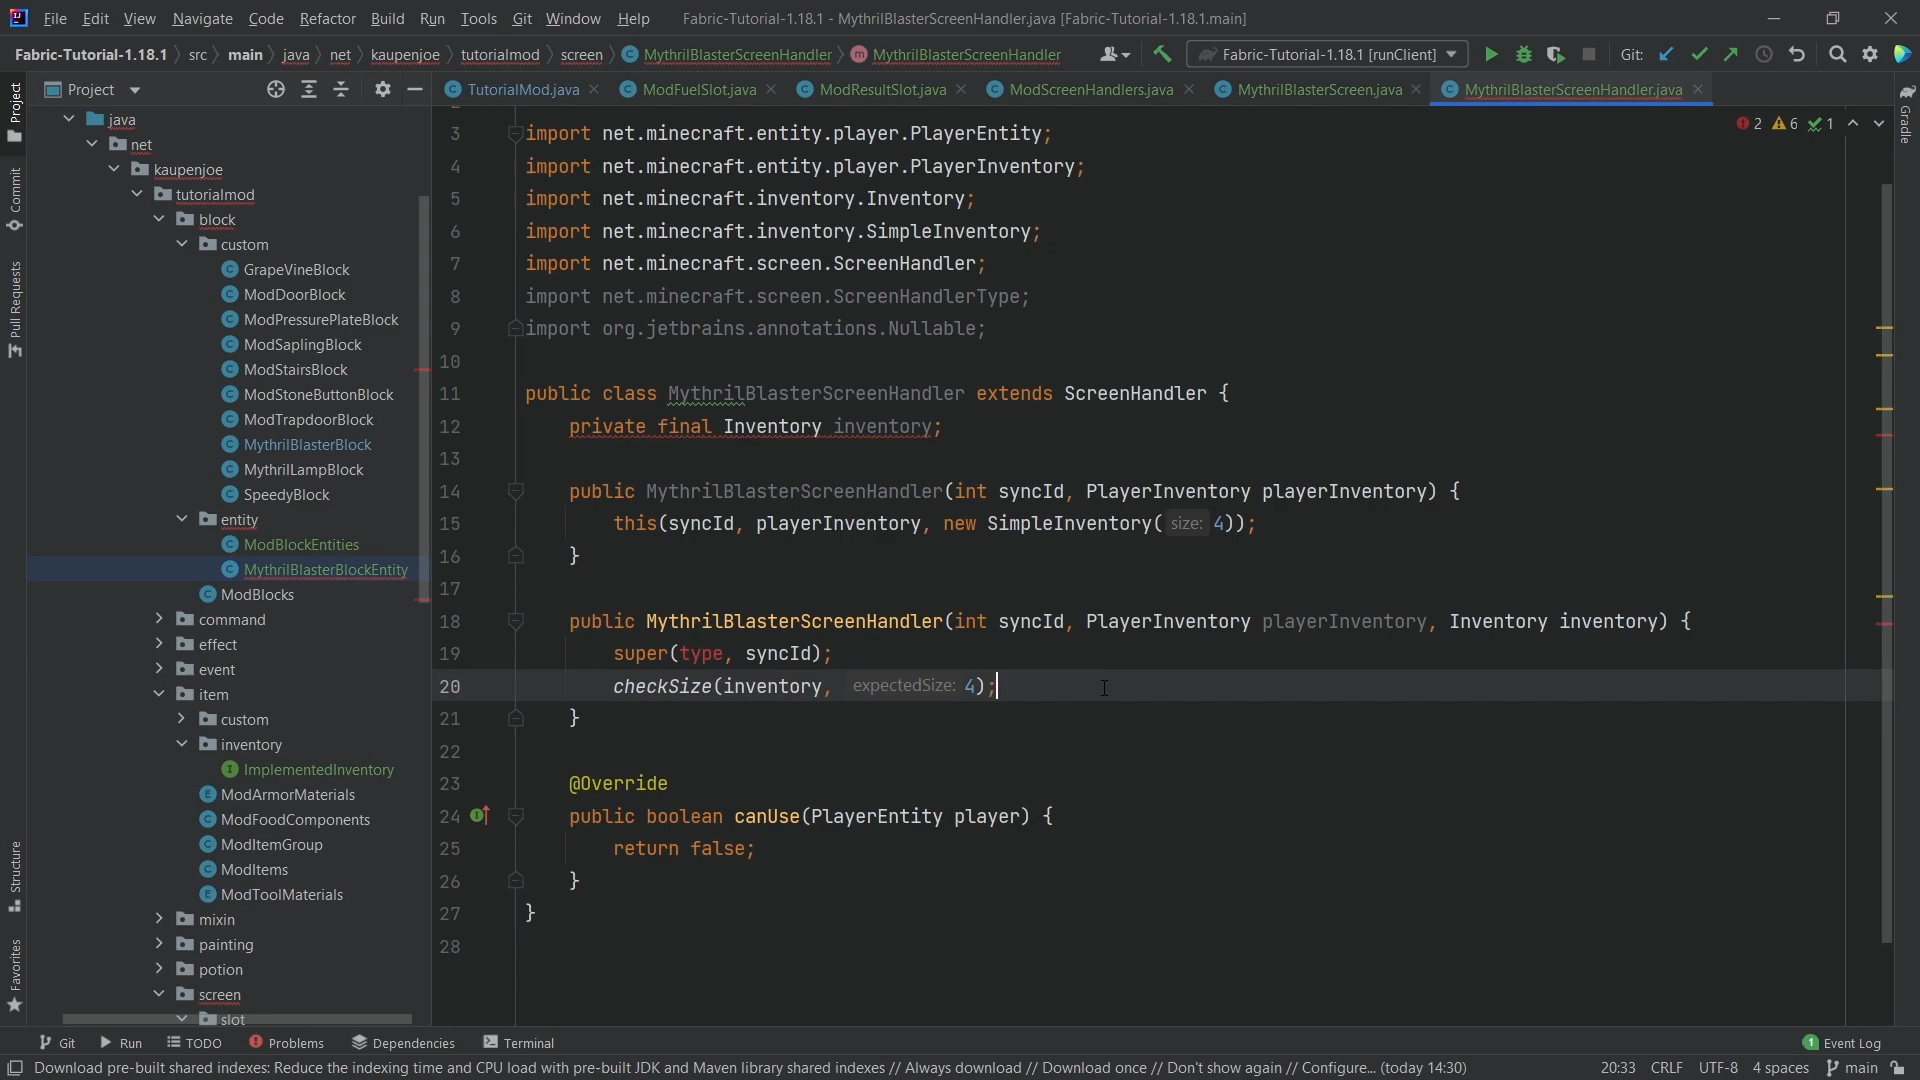 File Edit View Navigate Code Refactor Build Run Tools Git Window Help Fabric-Tutorial-1.18.1 - MythrilBlasterScreenHandler.java [Fabric-Tutorial-1.18.1.main]
Fabric-Tutorial-1.18.1 src main java net kaupenjoe tutorialmod screen MythrilBlasterScreenHandler MythrilBlasterScreenHandler Fabric-Tutorial-1.18.1 [runClient] Git:
Project TutorialMod.java ModFuelSlot.java ModResultSlot.java ModScreenHandlers.java MythrilBlasterScreen.java MythrilBlasterScreenHandler.java
Project
Commit
Pull Requests
Structure
Favorites
java
net
kaupenjoe
tutorialmod
block
custom
GrapeVineBlock
ModDoorBlock
ModPressurePlateBlock
ModSaplingBlock
ModStairsBlock
ModStoneButtonBlock
ModTrapdoorBlock
MythrilBlasterBlock
MythrilLampBlock
SpeedyBlock
entity
ModBlockEntities
MythrilBlasterBlockEntity
ModBlocks
command
effect
event
item
custom
inventory
ImplementedInventory
ModArmorMaterials
ModFoodComponents
ModItemGroup
ModItems
ModToolMaterials
mixin
painting
potion
screen
slot
2 6 1
Gradle
3 import net.minecraft.entity.player.PlayerEntity;
4 import net.minecraft.entity.player.PlayerInventory;
5 import net.minecraft.inventory.Inventory;
6 import net.minecraft.inventory.SimpleInventory;
7 import net.minecraft.screen.ScreenHandler;
8 import net.minecraft.screen.ScreenHandlerType;
9 import org.jetbrains.annotations.Nullable;
10
11 public class MythrilBlasterScreenHandler extends ScreenHandler {
12 private final Inventory inventory;
13
14 public MythrilBlasterScreenHandler(int syncId, PlayerInventory playerInventory) {
15 this(syncId, playerInventory, new SimpleInventory( size: 4));
16 }
17
18 public MythrilBlasterScreenHandler(int syncId, PlayerInventory playerInventory, Inventory inventory) {
19 super(type, syncId);
20 checkSize(inventory, expectedSize: 4);
21 }
22
23 @Override
24 public boolean canUse(PlayerEntity player) {
25 return false;
26 }
27 }
28
Git Run TODO Problems Dependencies Terminal 1 Event Log
Download pre-built shared indexes: Reduce the indexing time and CPU load with pre-built JDK and Maven library shared indexes // Always download // Download once // Don't show again // Configure... (today 14:30) 20:33 CRLF UTF-8 4 spaces main